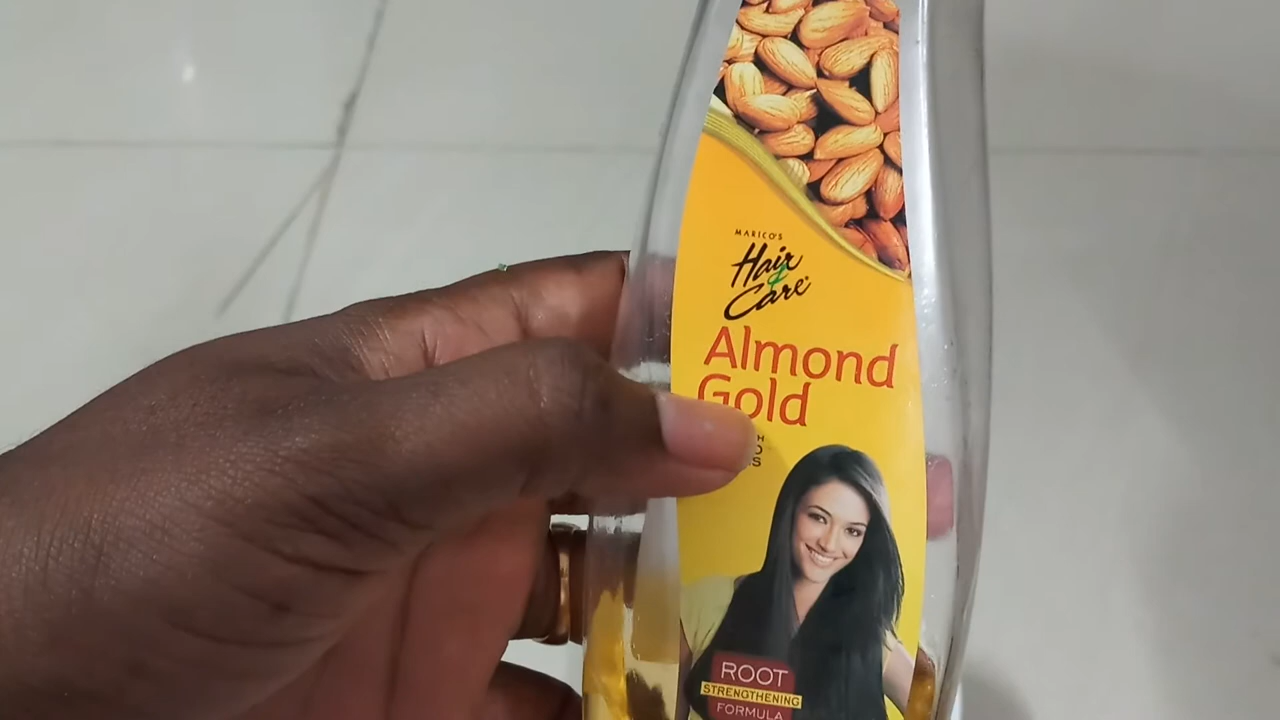 MARICO'S
Hair
&
Care
Almond
Gold
ROOT
STRENGTHENING
FORMULA